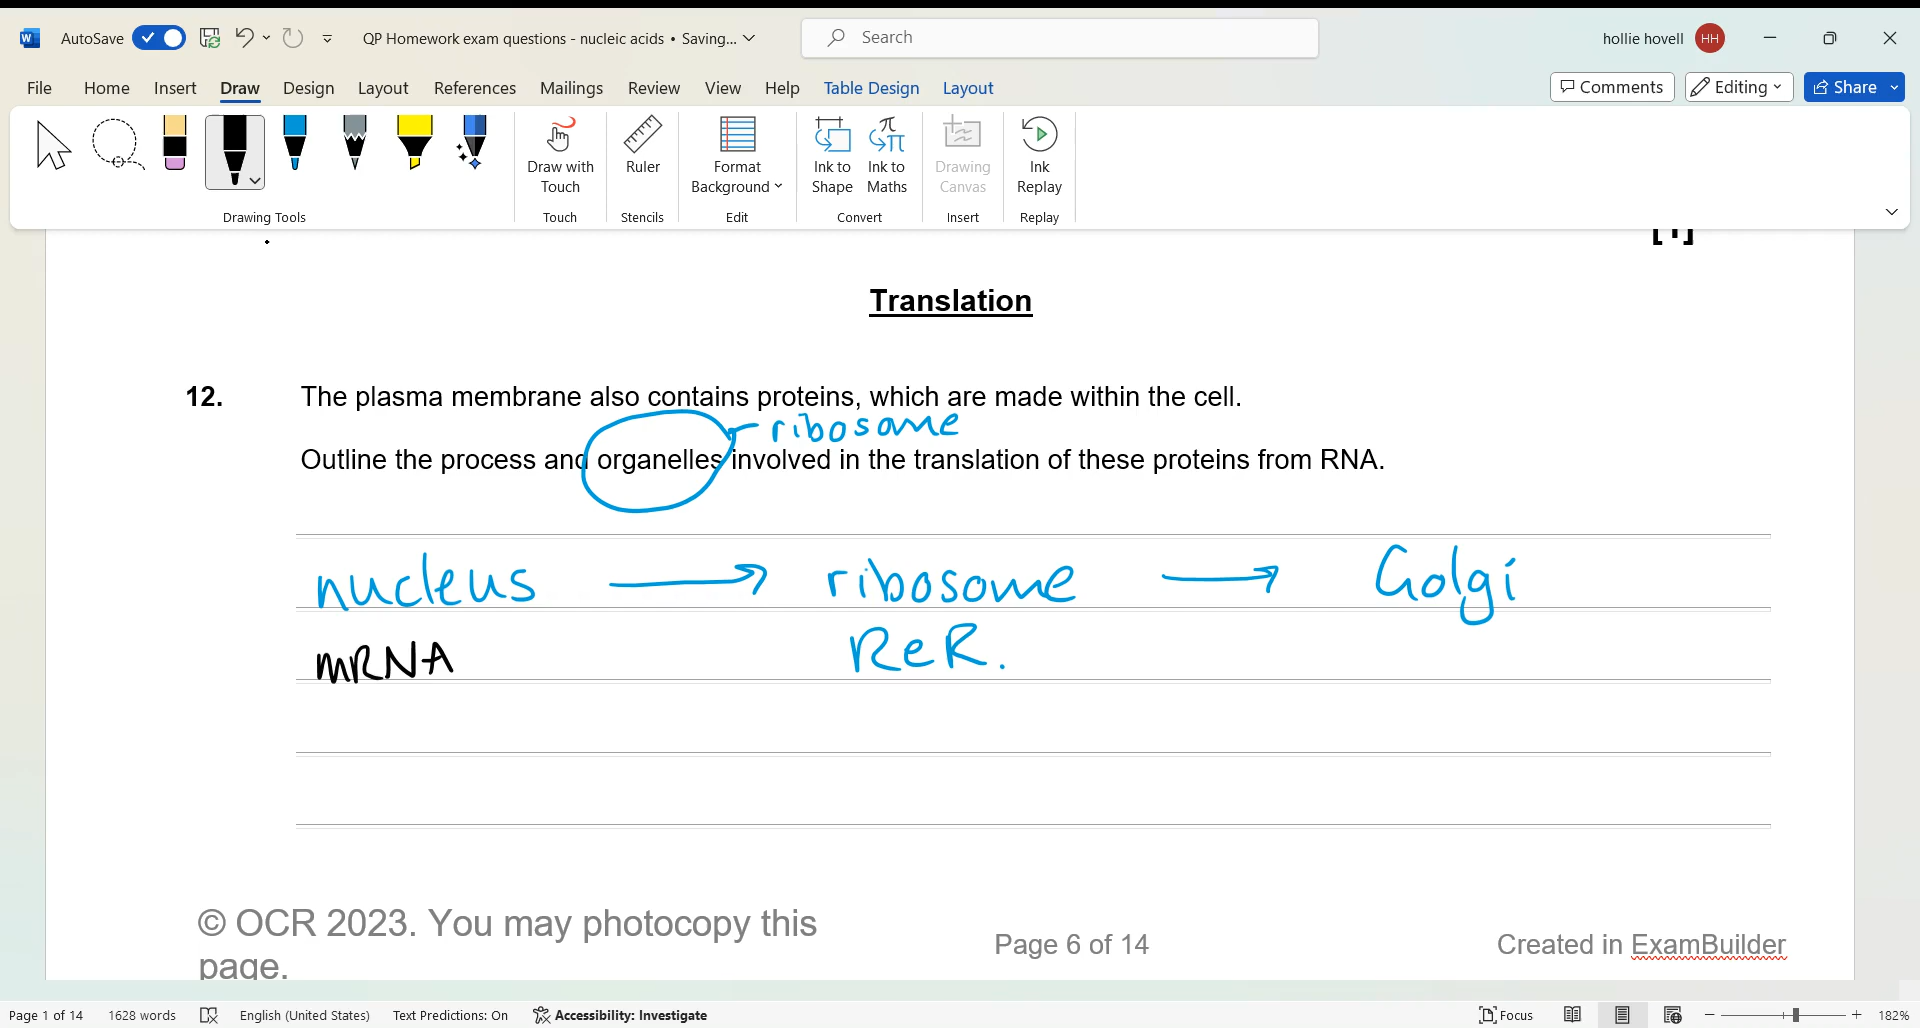 AutoSave QP Homework exam questions - nucleic acids • Saving... Search hollie hovell HH
File Home Insert Draw Design Layout References Mailings Review View Help Table Design Layout Comments Editing Share
Draw with Touch Ruler Format Background Ink to Shape Ink to Maths Drawing Canvas Ink Replay
Drawing Tools Touch Stencils Edit Convert Insert Replay
[1]
Translation
12. The plasma membrane also contains proteins, which are made within the cell.
ribosome
Outline the process and organelles involved in the translation of these proteins from RNA.
nucleus → ribosome → Golgi
mRNA ReR.
© OCR 2023. You may photocopy this
page.
Page 6 of 14
Created in ExamBuilder
Page 1 of 14 1628 words English (United States) Text Predictions: On Accessibility: Investigate Focus 182%